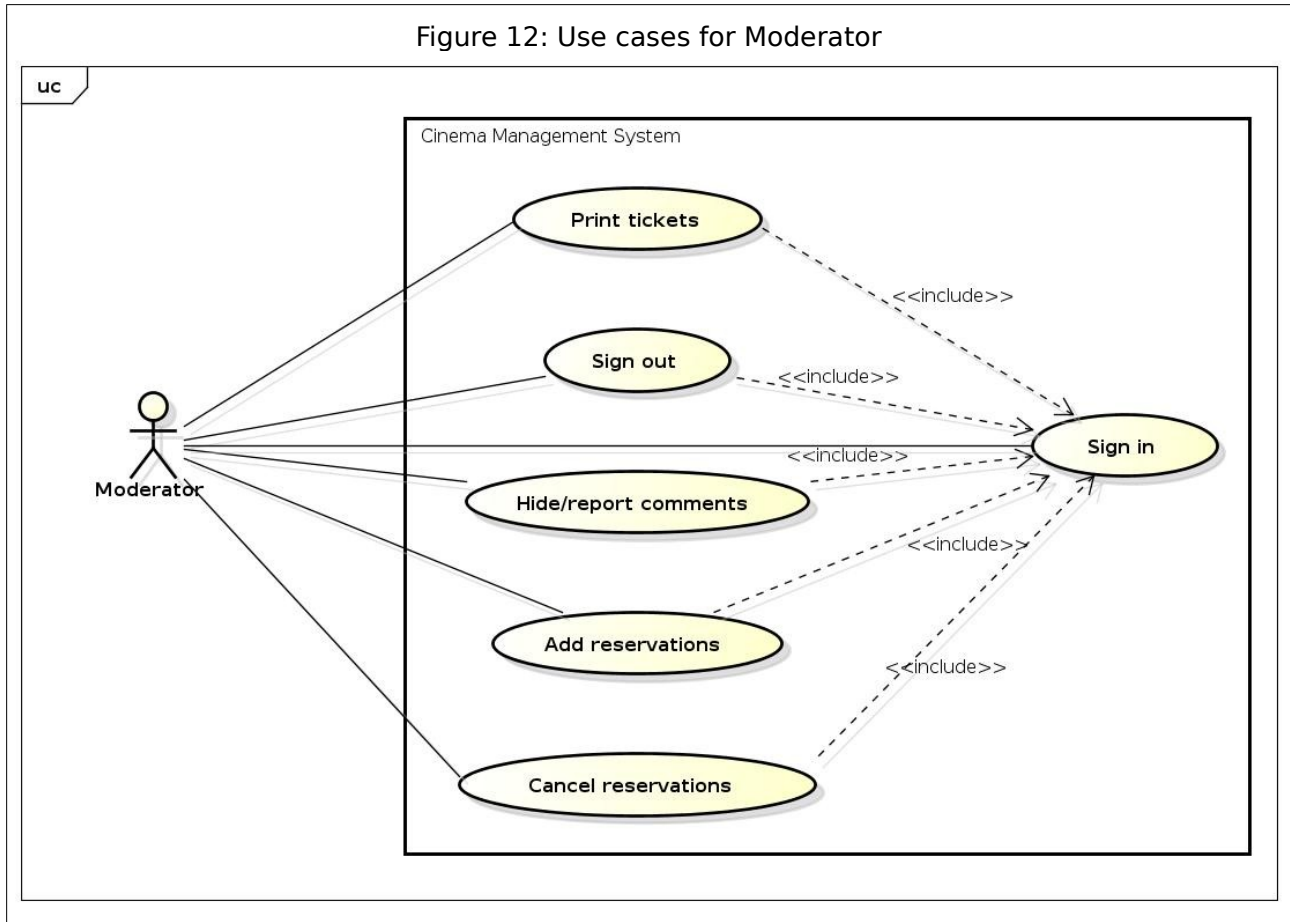 Figure 12: Use cases for Moderator
uc
Cinema Management System
Print tickets
<<include>>
Sign out
<<include>>
Sign in
<<include>>
Moderator
Hide/report comments
<<include>>
Add reservations
<<include>>
Cancel reservations